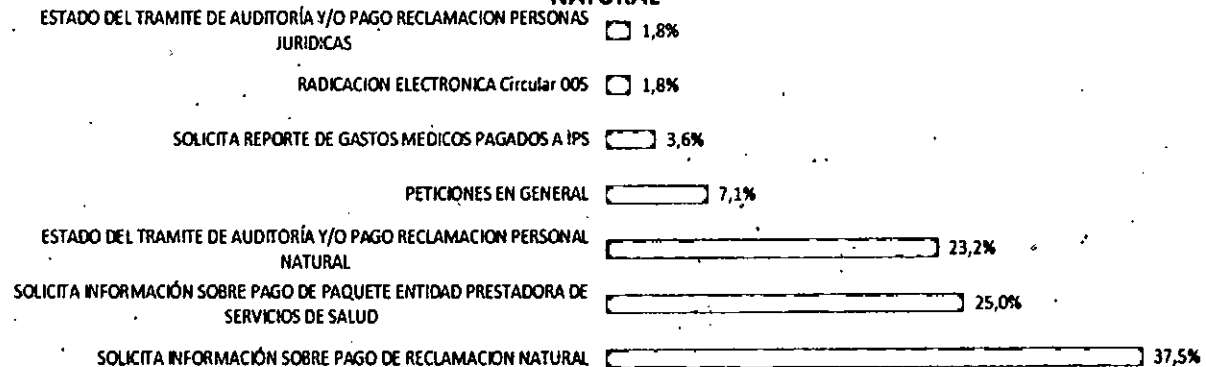 NATURAL
ESTADO DEL TRAMITE DE AUDITORÍA Y/O PAGO RECLAMACION PERSONAS
JURIDICAS
1,8%
RADICACION ELECTRONICA Circular 005
1,8%
SOLICITA REPORTE DE GASTOS MEDICOS PAGADOS A IPS
3,6%
PETICIONES EN GENERAL
7,1%
ESTADO DEL TRAMITE DE AUDITORÍA Y/O PAGO RECLAMACION PERSONAL
NATURAL
23,2%
SOLICITA INFORMACIÓN SOBRE PAGO DE PAQUETE ENTIDAD PRESTADORA DE
SERVICIOS DE SALUD
25,0%
SOLICITA INFORMACIÓN SOBRE PAGO DE RECLAMACION NATURAL
37,5%